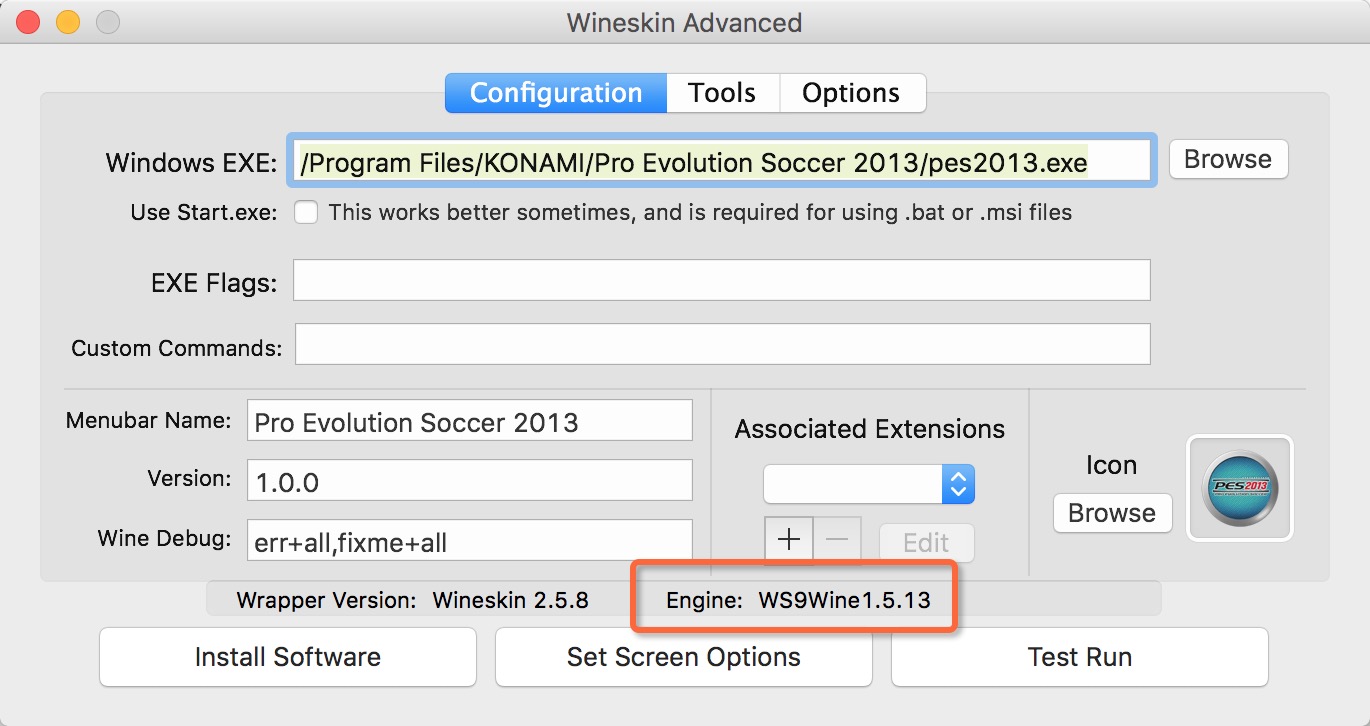 Wineskin Advanced
Configuration Tools Options
Windows EXE: /Program Files/KONAMI/Pro Evolution Soccer 2013/pes2013.exe Browse
Use Start.exe: This works better sometimes, and is required for using .bat or .msi files
EXE Flags:
Custom Commands:
Menubar Name: Pro Evolution Soccer 2013
Version: 1.0.0
Wine Debug: err+all,fixme+all
Associated Extensions
+ − Edit
Icon
Browse
PES2013
Wrapper Version: Wineskin 2.5.8 Engine: WS9Wine1.5.13
Install Software Set Screen Options Test Run